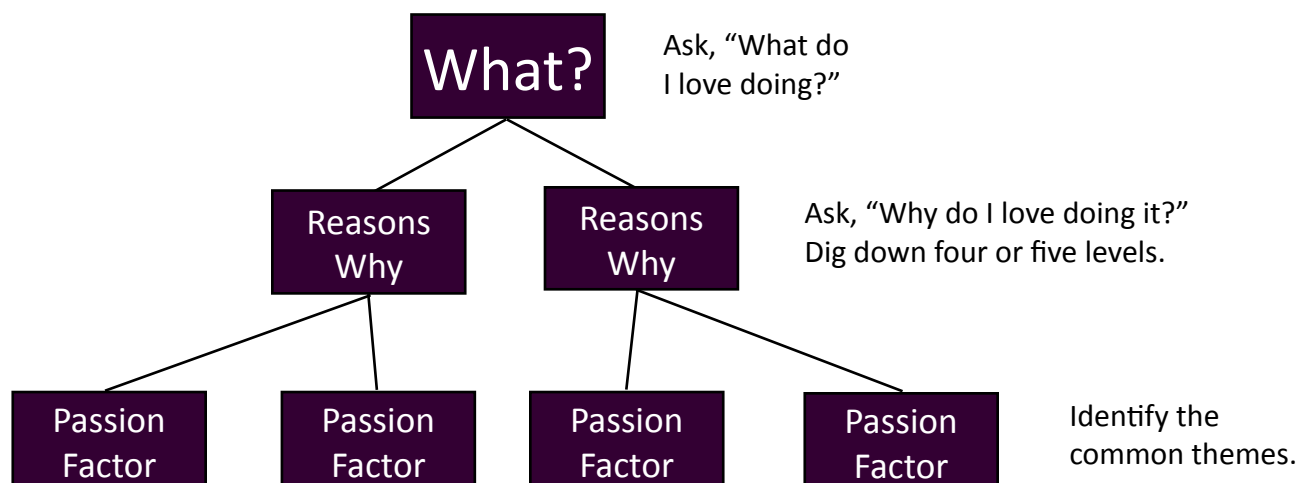 What?
Ask, “What do
I love doing?”
Reasons
Why
Reasons
Why
Ask, “Why do I love doing it?”
Dig down four or five levels.
Passion
Factor
Passion
Factor
Passion
Factor
Passion
Factor
Identify the
common themes.